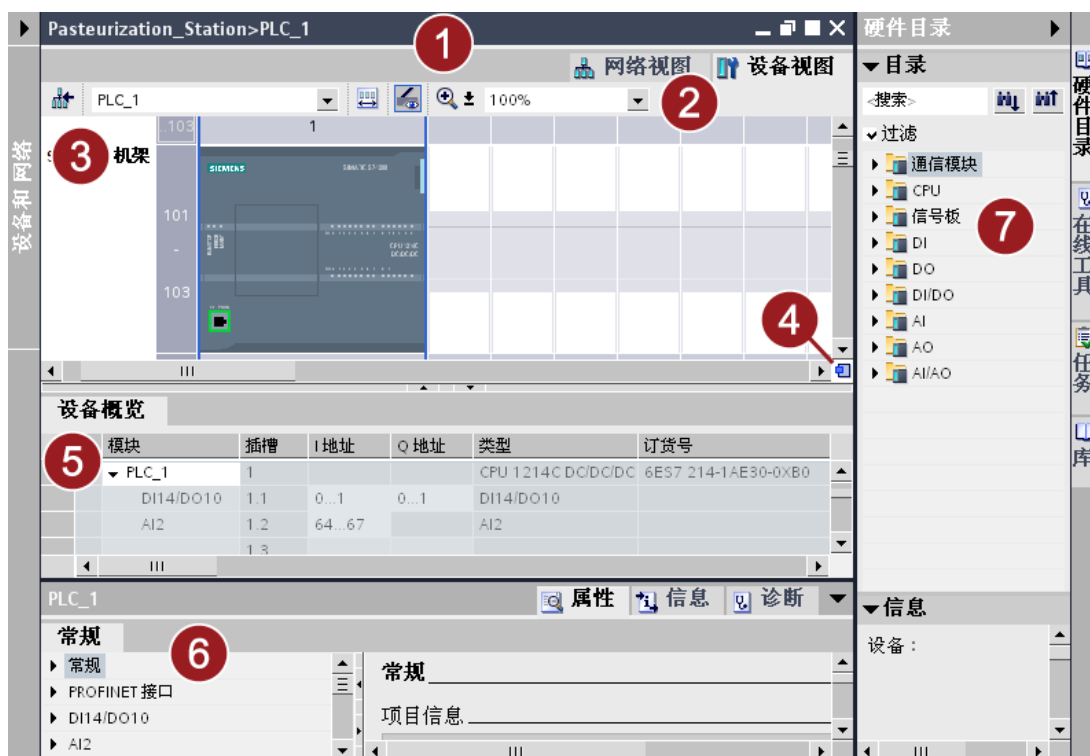 Pasteurization_Station>PLC_1
1
网络视图 设备视图
2
PLC_1
100%
设备和网络
..103
1
3
机架
101
-
103
SIEMENS
4
设备概览
5
模块 插槽 I 地址 Q 地址 类型 订货号
PLC_1 1 CPU 1214C DC/DC/DC 6ES7 214-1AE30-0XB0
DI14/DO10 1.1 0...1 0...1 DI14/DO10
AI2 1.2 64...67 AI2
1.3
PLC_1
属性 信息 诊断
常规
6
常规
PROFINET 接口
DI14/DO10
AI2
常规
项目信息
硬件目录
目录
<搜索>
过滤
通信模块
CPU
信号板
7
DI
DO
DI/DO
AI
AO
AI/AO
信息
设备：
硬件目录
在线工具
任务
库